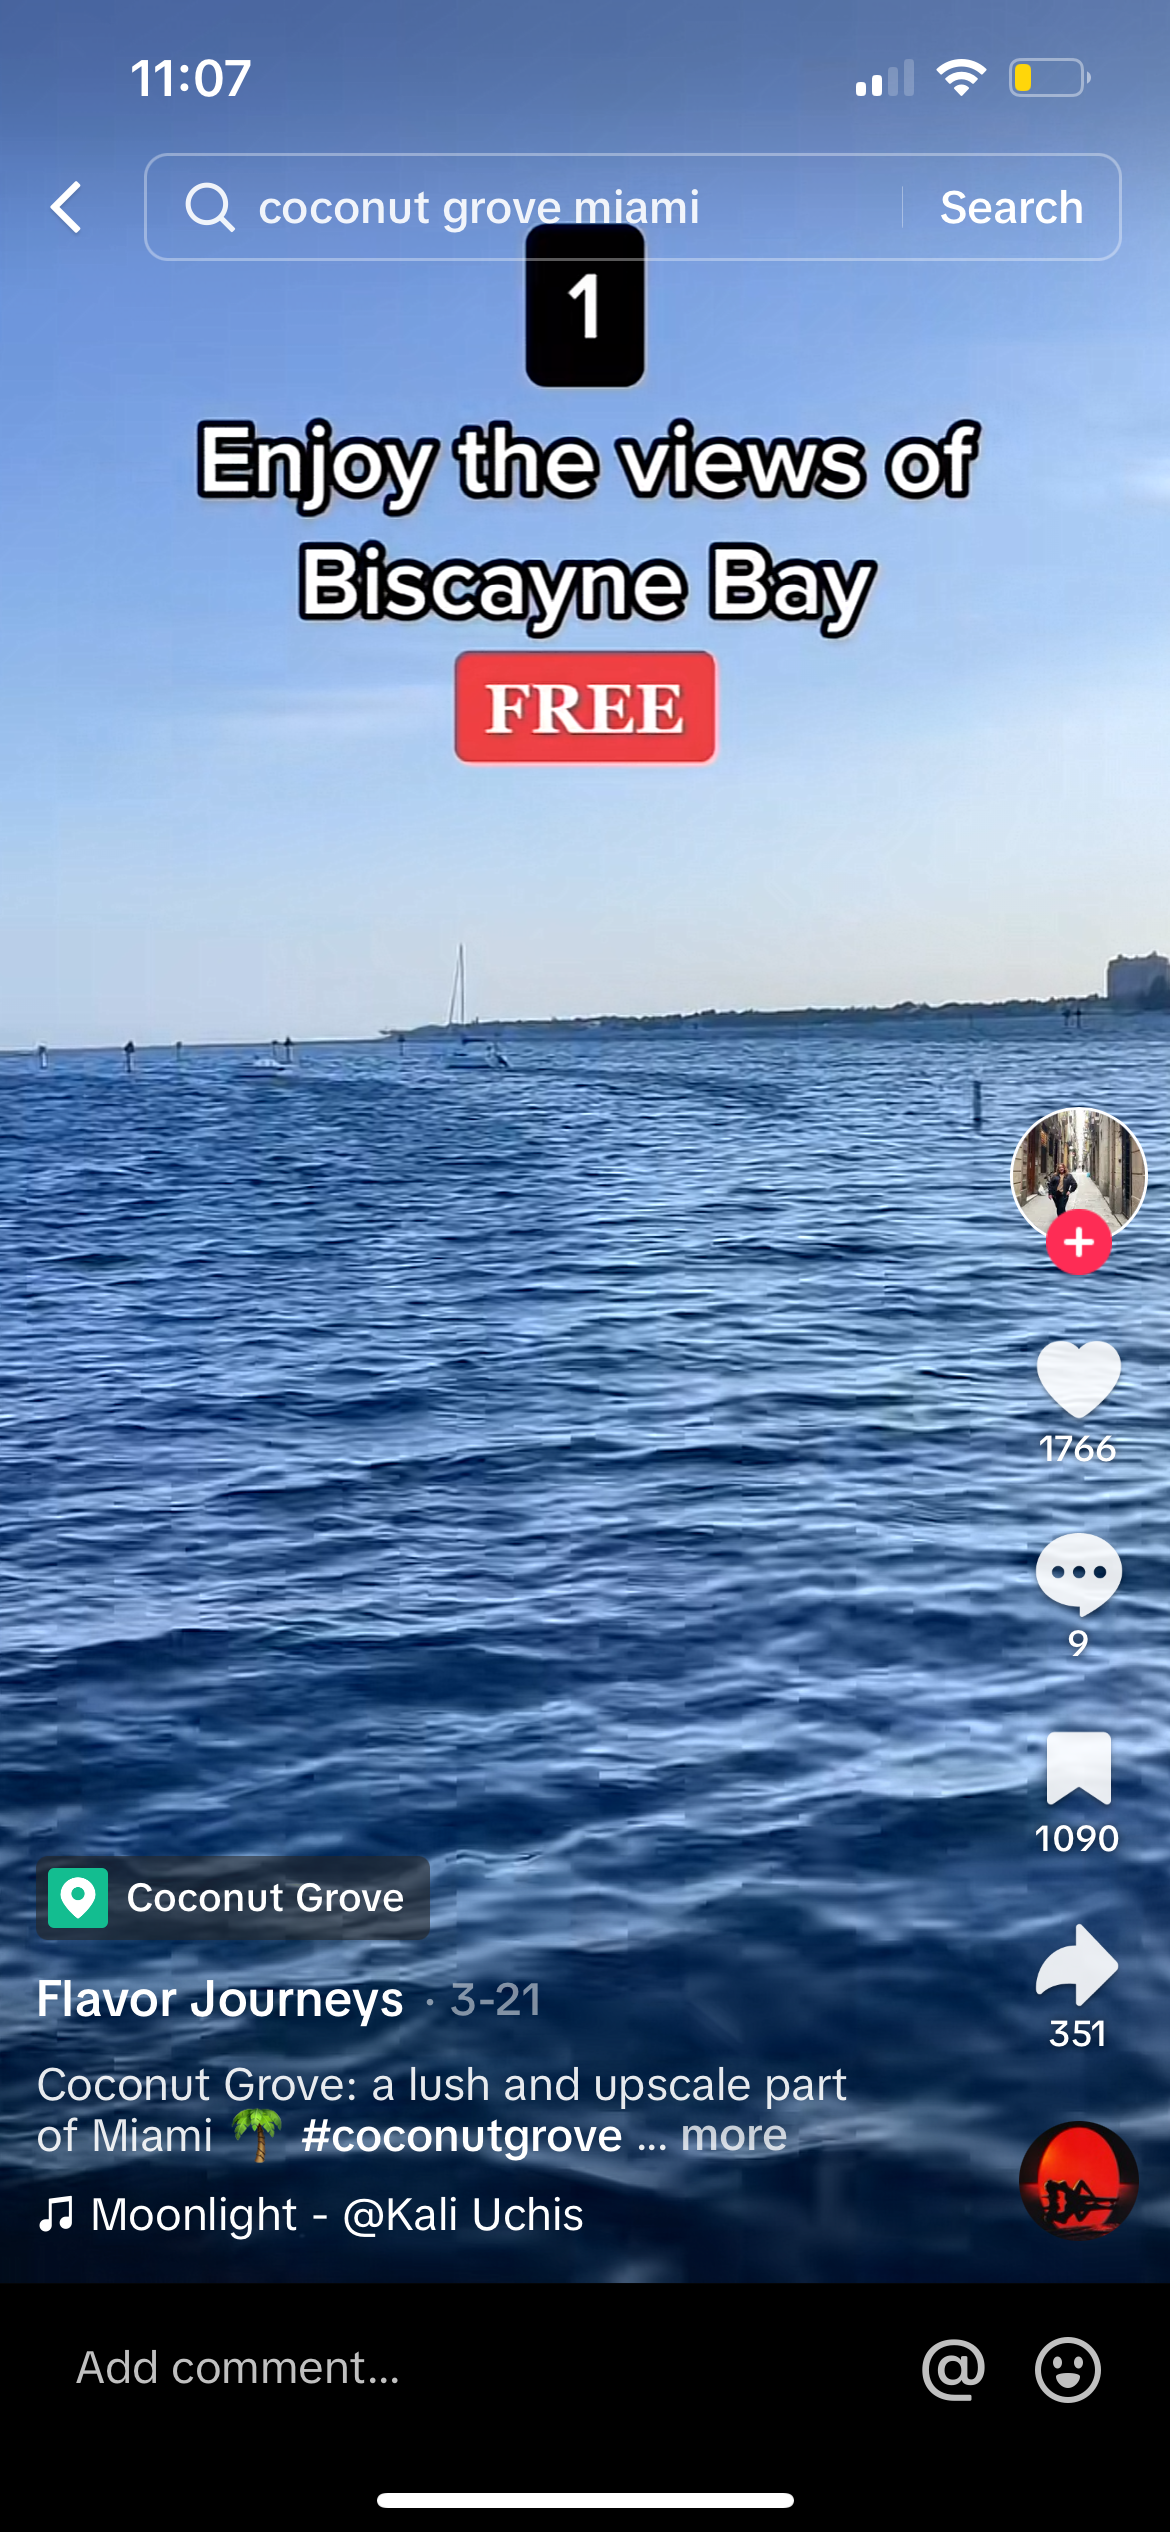 11:07
coconut grove miami
Search
1
Enjoy the views of
Biscayne Bay
FREE
1766
9
1090
351
Coconut Grove
Flavor Journeys · 3-21
Coconut Grove: a lush and upscale part
of Miami 🌴 #coconutgrove ... more
Moonlight - @Kali Uchis
Add comment...
@